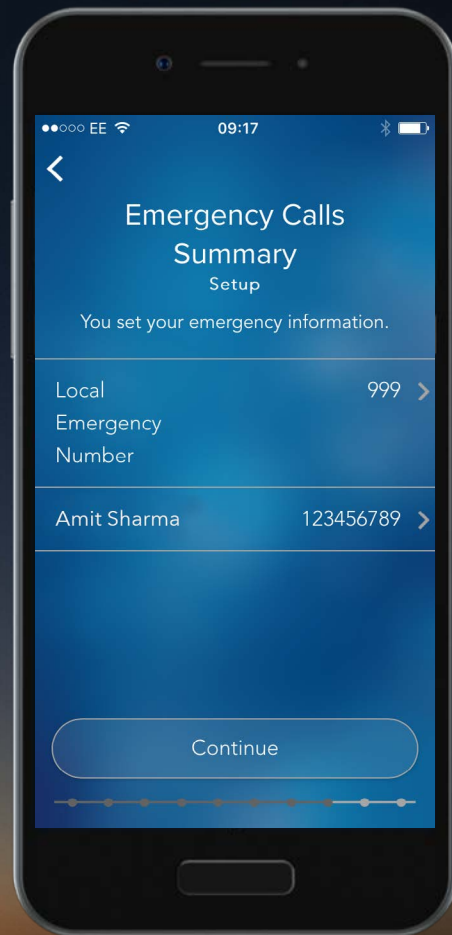 EE 09:17
Emergency Calls
Summary
Setup
You set your emergency information.
Local 999
Emergency
Number
Amit Sharma 123456789
Continue